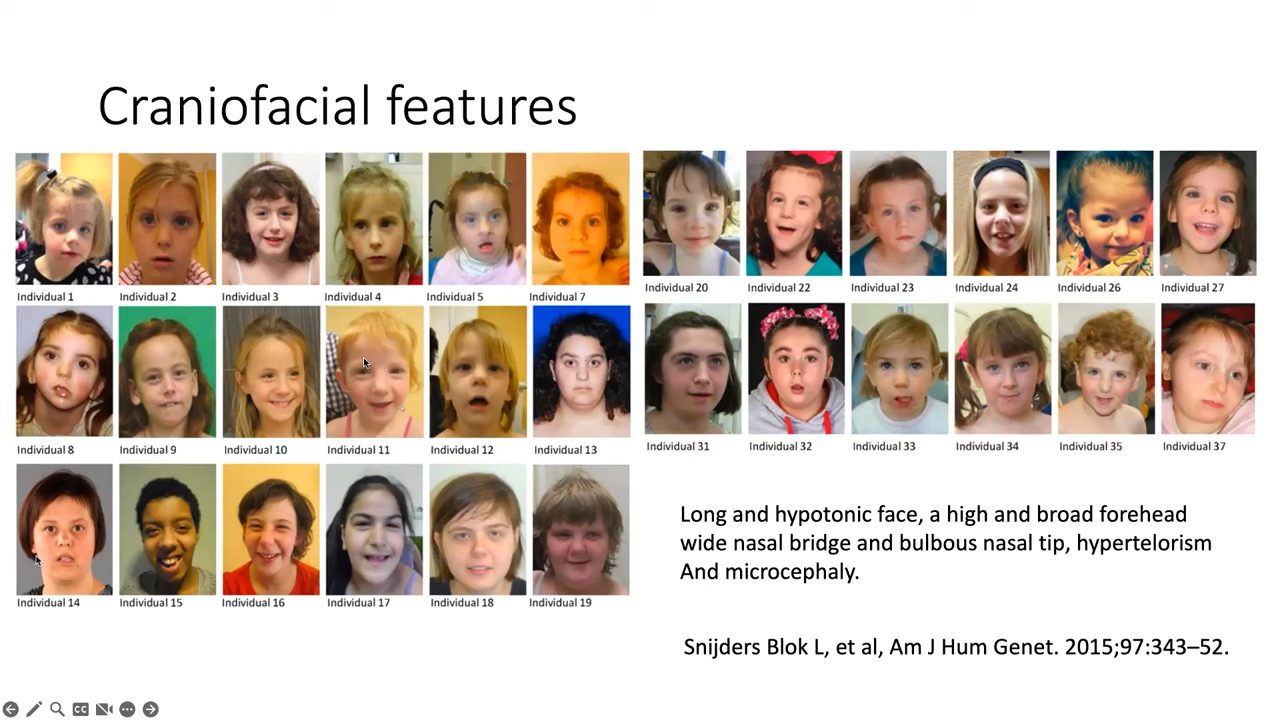 Craniofacial features
Individual 1 Individual 2 Individual 3 Individual 4 Individual 5 Individual 7
Individual 8 Individual 9 Individual 10 Individual 11 Individual 12 Individual 13
Individual 14 Individual 15 Individual 16 Individual 17 Individual 18 Individual 19
Individual 20 Individual 22 Individual 23 Individual 24 Individual 26 Individual 27
Individual 31 Individual 32 Individual 33 Individual 34 Individual 35 Individual 37
Long and hypotonic face, a high and broad forehead
wide nasal bridge and bulbous nasal tip, hypertelorism
And microcephaly.
Snijders Blok L, et al, Am J Hum Genet. 2015;97:343–52.
CC